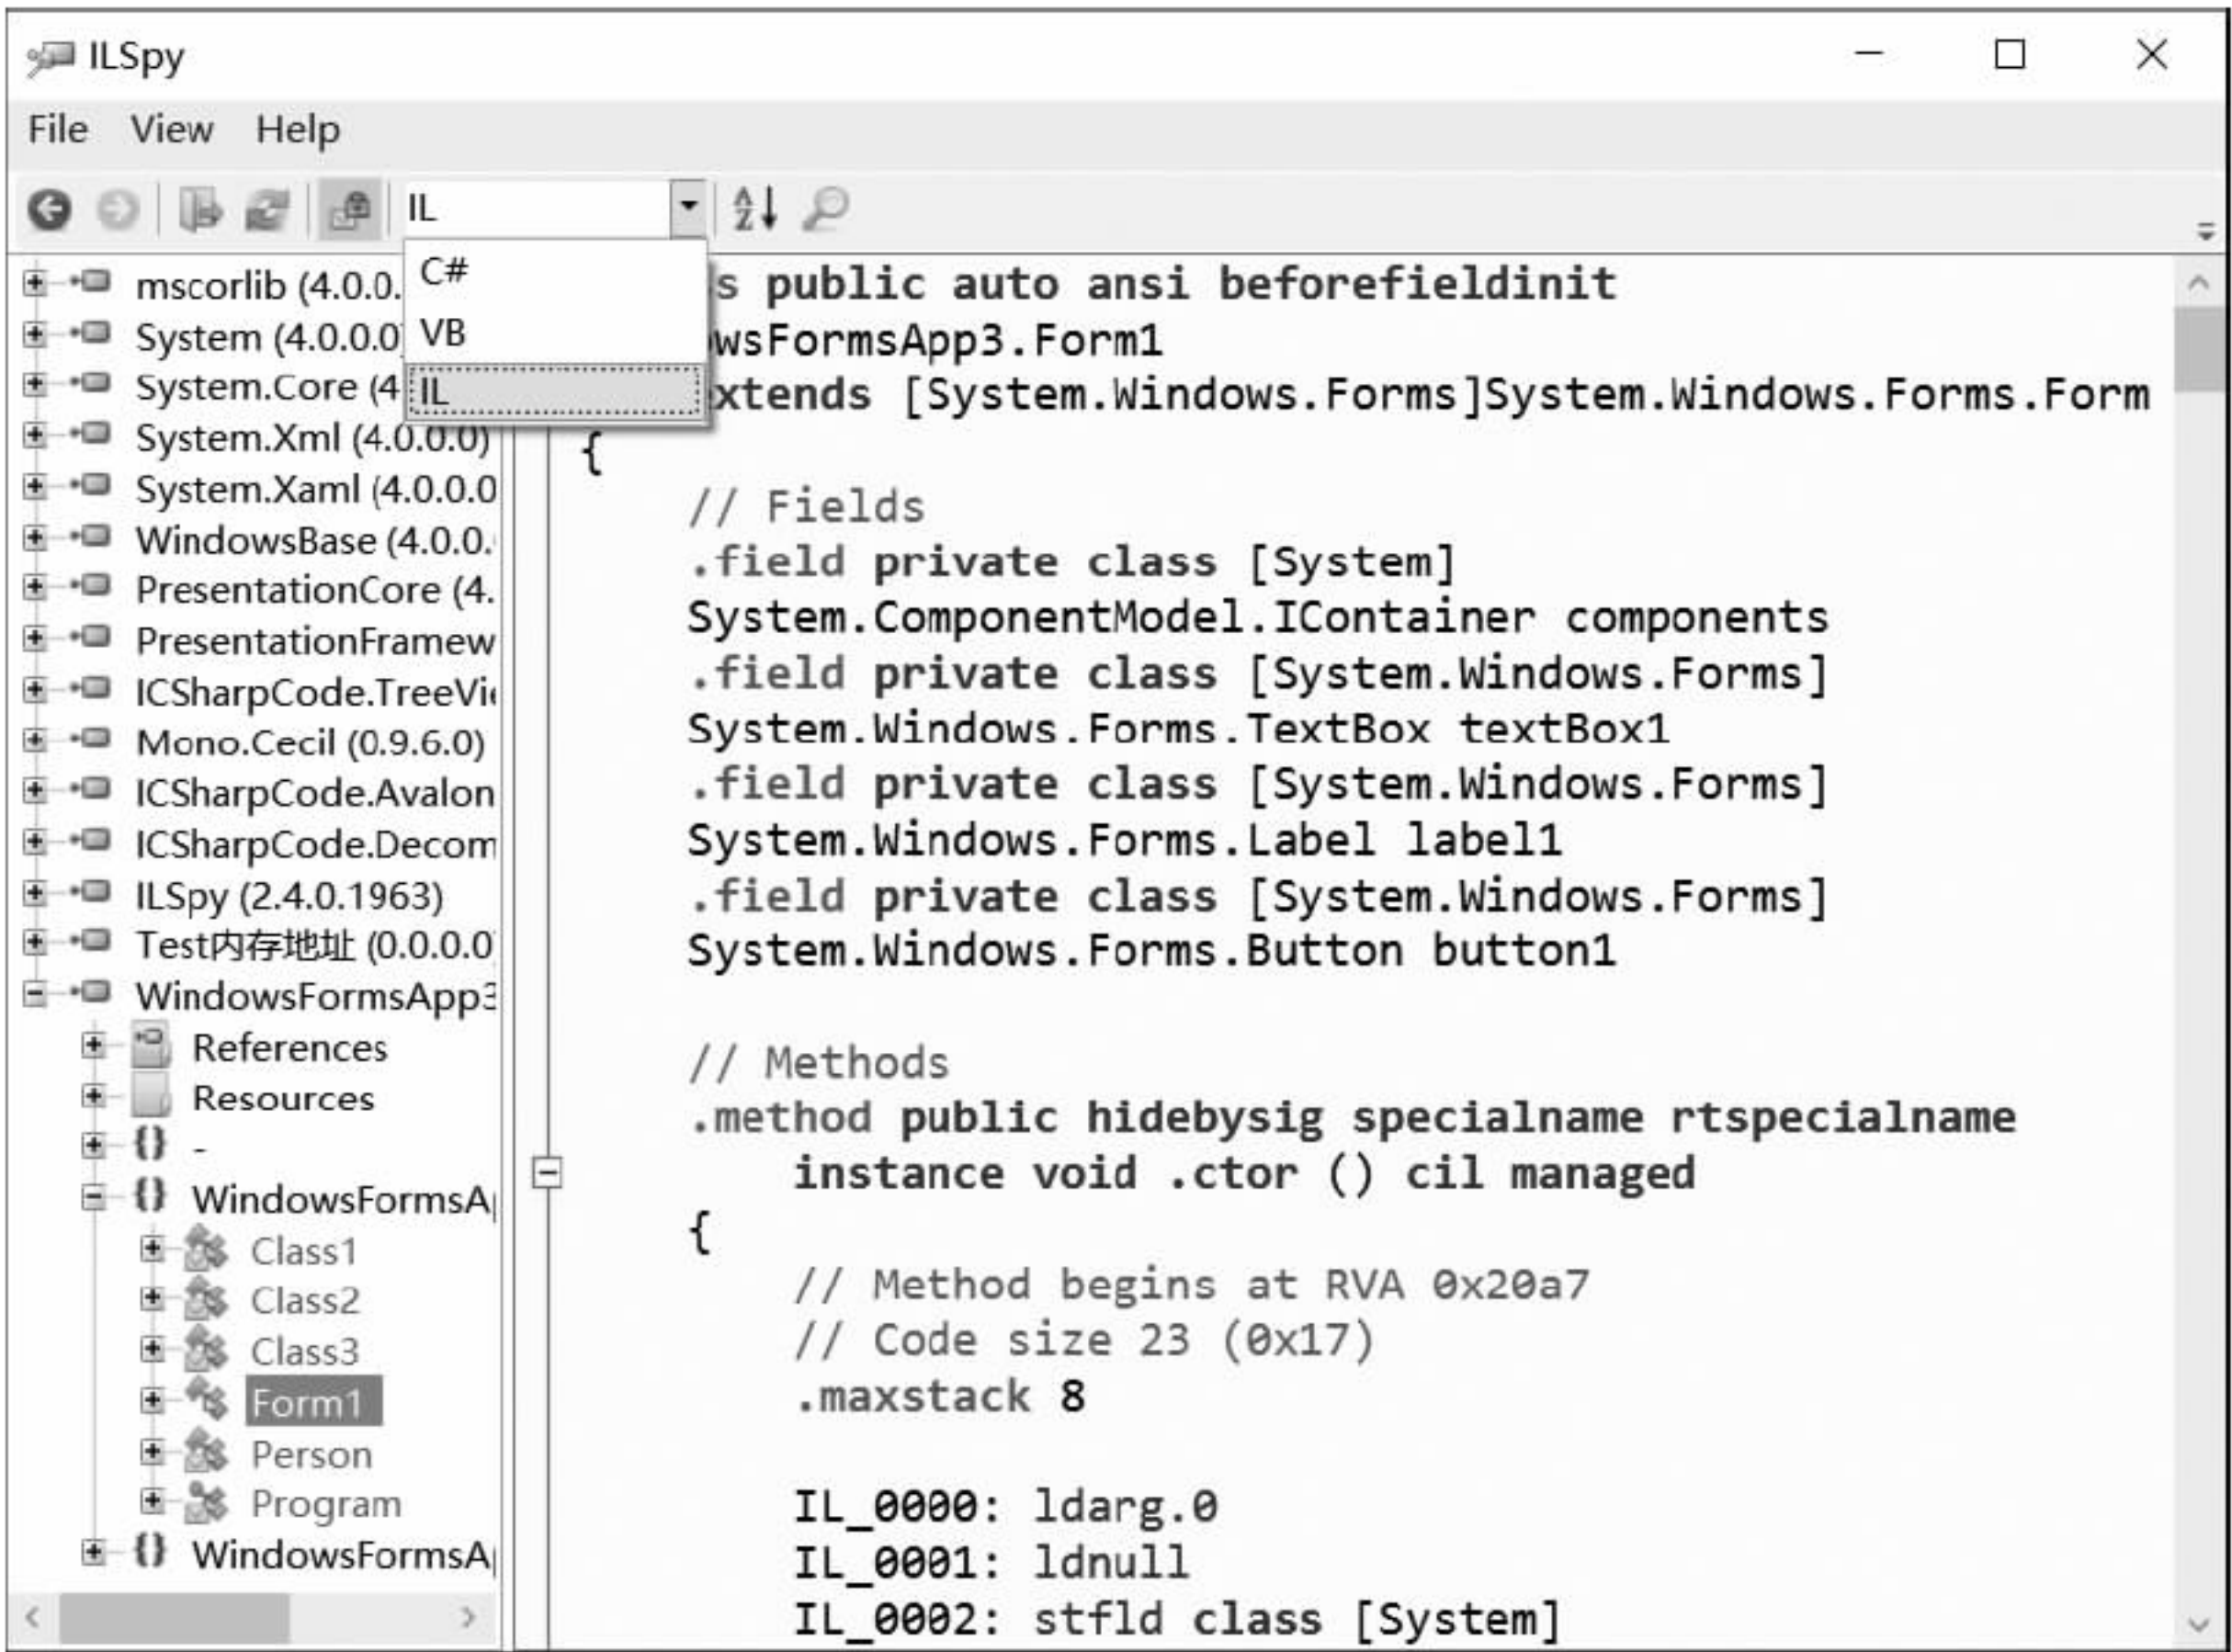 ILSpy
File View Help
IL
C#
VB
IL
mscorlib (4.0.0.
System (4.0.0.0)
System.Core (4
System.Xml (4.0.0.0)
System.Xaml (4.0.0.0
WindowsBase (4.0.0.
PresentationCore (4.
PresentationFramew
ICSharpCode.TreeVie
Mono.Cecil (0.9.6.0)
ICSharpCode.Avalon
ICSharpCode.Decom
ILSpy (2.4.0.1963)
Test内存地址 (0.0.0.0
WindowsFormsApp3
References
Resources
{} -
{} WindowsFormsA
Class1
Class2
Class3
Form1
Person
Program
{} WindowsFormsA
s public auto ansi beforefieldinit
wsFormsApp3.Form1
xtends [System.Windows.Forms]System.Windows.Forms.Form
{
// Fields
.field private class [System]
System.ComponentModel.IContainer components
.field private class [System.Windows.Forms]
System.Windows.Forms.TextBox textBox1
.field private class [System.Windows.Forms]
System.Windows.Forms.Label label1
.field private class [System.Windows.Forms]
System.Windows.Forms.Button button1
// Methods
.method public hidebysig specialname rtspecialname
instance void .ctor () cil managed
{
// Method begins at RVA 0x20a7
// Code size 23 (0x17)
.maxstack 8
IL_0000: ldarg.0
IL_0001: ldnull
IL_0002: stfld class [System]